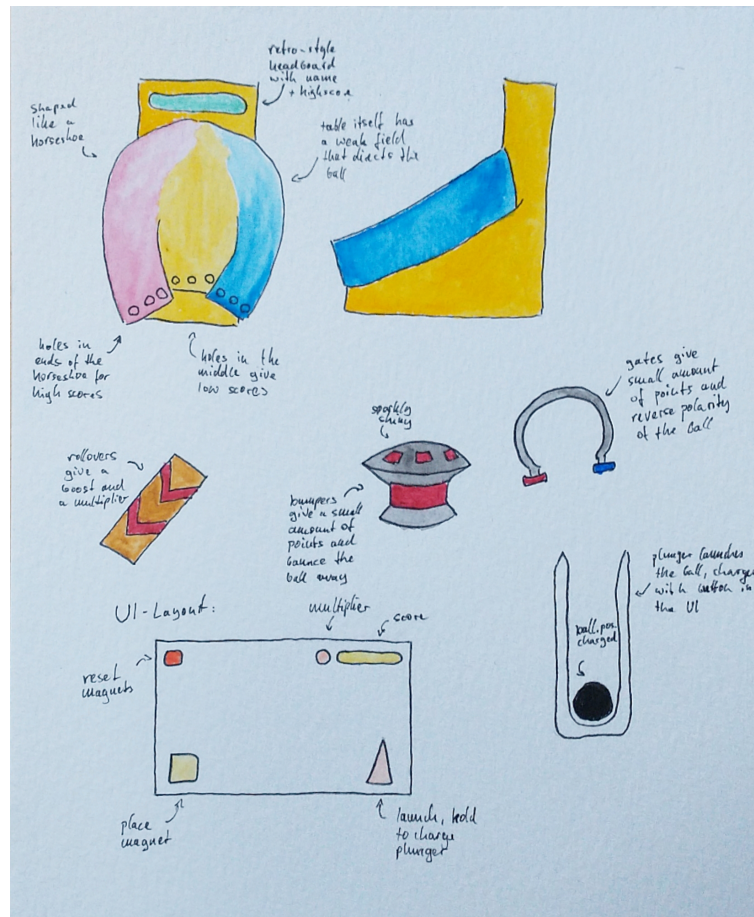 retro-style
headboard
with name
+ highscore
shaped
like a
horseshoe
table itself has
a weak field
that directs the
ball
holes in
ends of the
horseshoe for
high scores
holes in the
middle give
low scores
gates give
small amount
of points and
reverse polarity
of the ball
sparkly
shiny
rollovers
give a
boost and
a multiplier
bumpers
give a small
amount of
points and
bounce the
ball away
plunger launches
the ball, charge
with button in
the UI
ball, pos.
charged
UI-Layout:
multiplier
score
reset
magnets
place
magnet
launch, hold
to charge
plunger